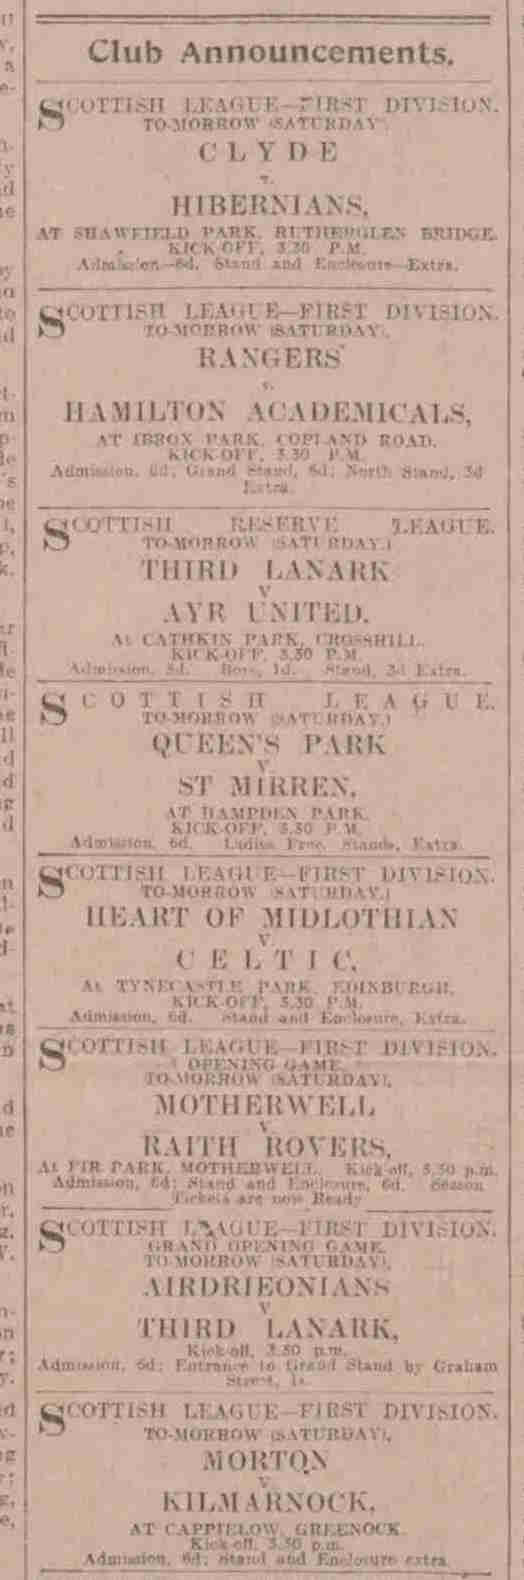 Club Announcements.
SCOTTISH LEAGUE—FIRST DIVISION.
TO-MORROW (SATURDAY),
CLYDE
v.
HIBERNIANS,
AT SHAWFIELD PARK, RUTHERGLEN BRIDGE.
KICK-OFF, 3.30 P.M.
Admission—6d. Stand and Enclosure—Extra.
SCOTTISH LEAGUE—FIRST DIVISION.
TO-MORROW (SATURDAY),
RANGERS
v.
HAMILTON ACADEMICALS,
AT IBROX PARK, COPLAND ROAD.
KICK-OFF, 3.30 P.M.
Admission, 6d; Grand Stand, 6d; North Stand, 3d
Extra.
SCOTTISH RESERVE LEAGUE.
TO-MORROW (SATURDAY.)
THIRD LANARK
V
AYR UNITED.
At CATHKIN PARK, CROSSHILL.
KICK-OFF, 3.30 P.M.
Admission, 3d. Boys, 1d. Stand, 3d Extra.
SCOTTISH LEAGUE.
TO-MORROW (SATURDAY.)
QUEEN'S PARK
V.
ST MIRREN,
AT HAMPDEN PARK.
KICK-OFF, 3.30 P.M.
Admission, 6d. Ladies Free. Stands, Extra.
SCOTTISH LEAGUE—FIRST DIVISION.
TO-MORROW (SATURDAY.)
HEART OF MIDLOTHIAN
V
CELTIC,
At TYNECASTLE PARK, EDINBURGH.
KICK-OFF, 3.30 P.M.
Admission, 6d. Stand and Enclosure, Extra.
SCOTTISH LEAGUE—FIRST DIVISION.
OPENING GAME.
TO-MORROW (SATURDAY),
MOTHERWELL
V
RAITH ROVERS,
At FIR PARK, MOTHERWELL. Kick-off, 3.30 p.m.
Admission, 6d; Stand and Enclosure, 6d. Season
Tickets are now Ready
SCOTTISH LEAGUE—FIRST DIVISION.
GRAND OPENING GAME.
TO-MORROW (SATURDAY),
AIRDRIEONIANS
V
THIRD LANARK,
Kick-off, 3.30 p.m.
Admission, 6d; Entrance to Grand Stand by Graham
Street, 1s.
SCOTTISH LEAGUE—FIRST DIVISION.
TO-MORROW (SATURDAY),
MORTON
V
KILMARNOCK,
AT CAPPIELOW, GREENOCK.
Kick-off, 3.30 p.m.
Admission, 6d; Stand and Enclosure extra.